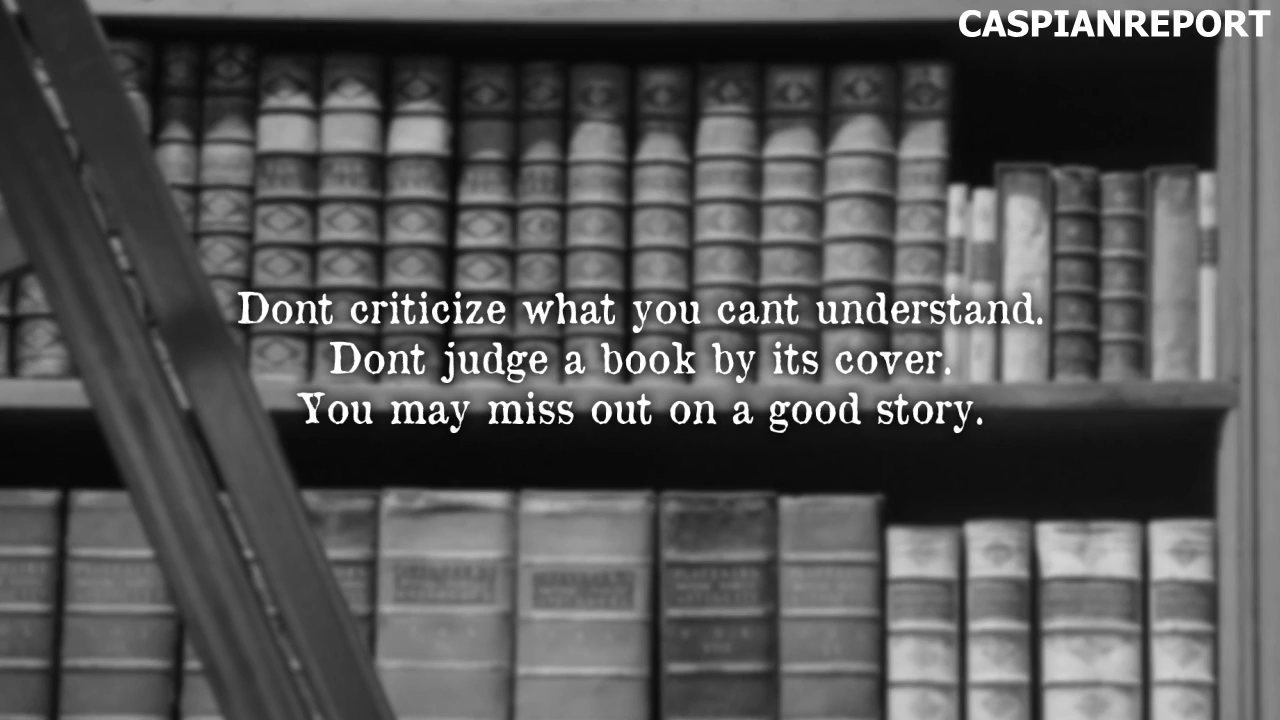 CASPIANREPORT
Dont criticize what you cant understand.
Dont judge a book by its cover.
You may miss out on a good story.